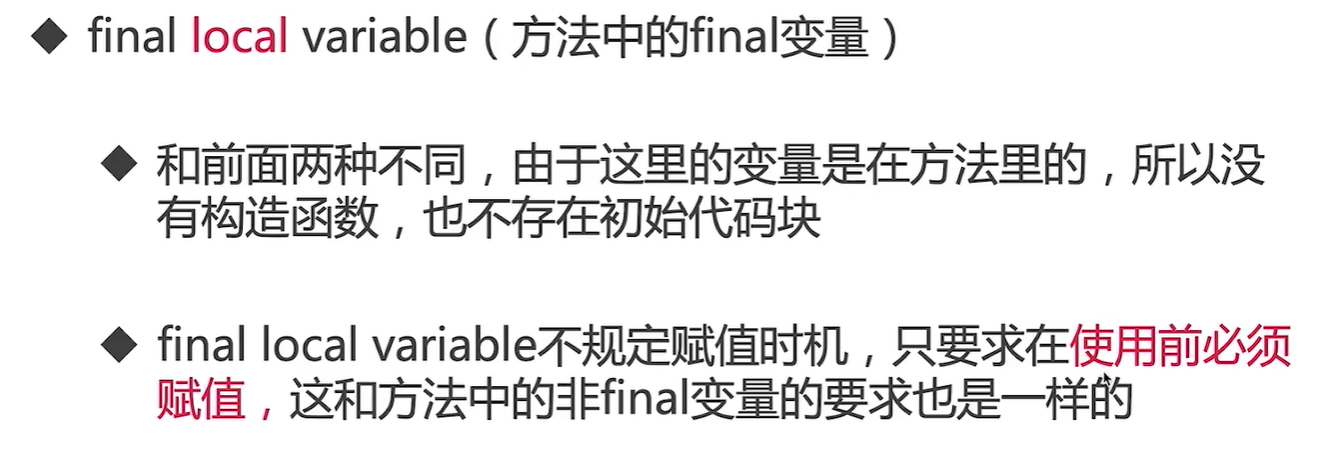 ◆ final local variable（方法中的final变量）
◆ 和前面两种不同，由于这里的变量是在方法里的，所以没
有构造函数，也不存在初始代码块
◆ final local variable不规定赋值时机，只要求在使用前必须
赋值，这和方法中的非final变量的要求也是一样的